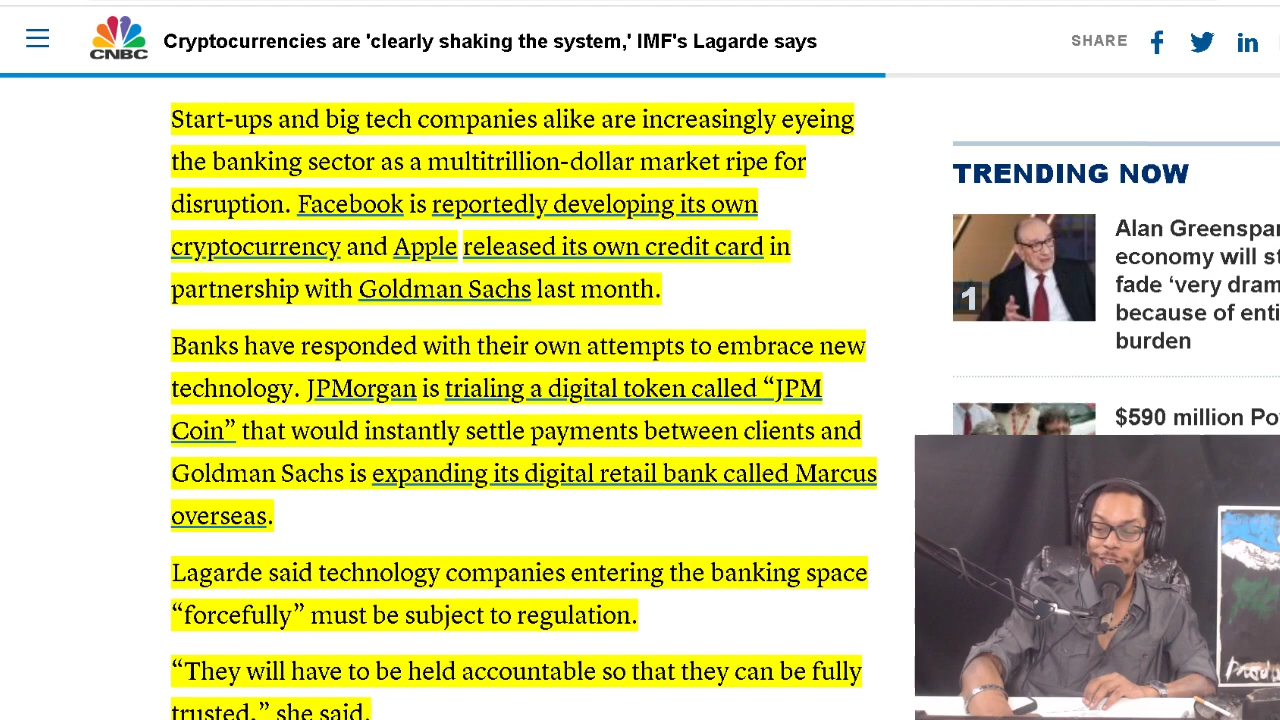 CNBC
Cryptocurrencies are 'clearly shaking the system,' IMF's Lagarde says
SHARE
Start-ups and big tech companies alike are increasingly eyeing
the banking sector as a multitrillion-dollar market ripe for
disruption. Facebook is reportedly developing its own
cryptocurrency and Apple released its own credit card in
partnership with Goldman Sachs last month.
Banks have responded with their own attempts to embrace new
technology. JPMorgan is trialing a digital token called “JPM
Coin” that would instantly settle payments between clients and
Goldman Sachs is expanding its digital retail bank called Marcus
overseas.
Lagarde said technology companies entering the banking space
“forcefully” must be subject to regulation.
“They will have to be held accountable so that they can be fully
trusted,” she said.
TRENDING NOW
1
Alan Greenspan
economy will st
fade ‘very dram
because of enti
burden
$590 million Po